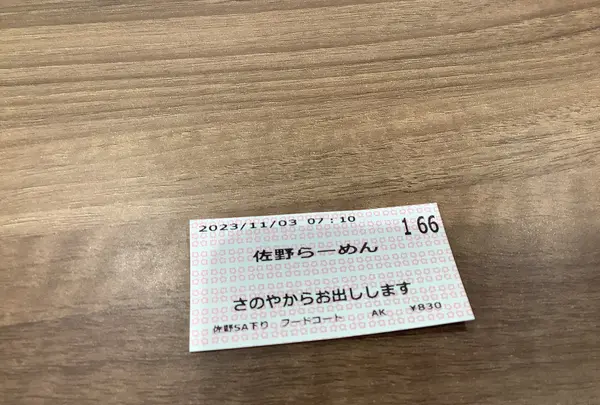 2023/11/03 07:10 166
佐野らーめん
さのやからお出しします
佐野SA下り フードコート AK ¥830